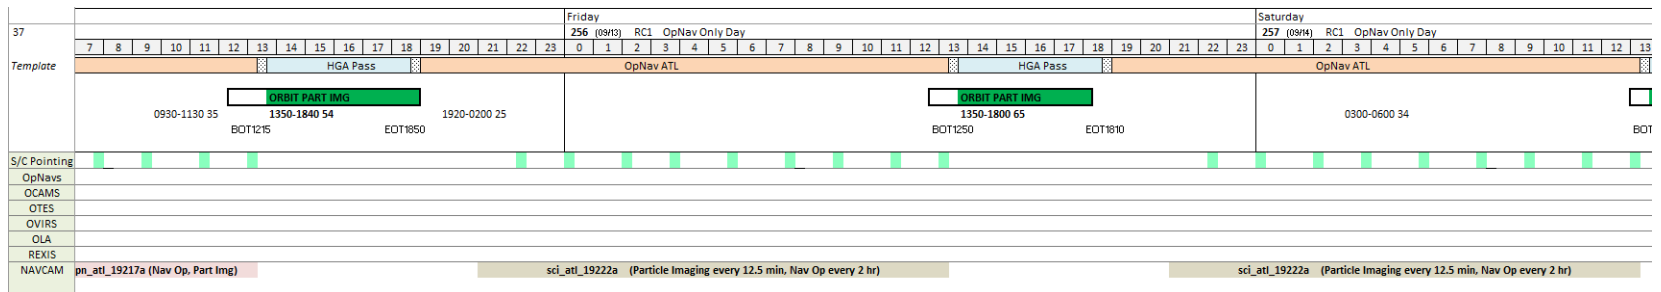 Friday Saturday
37 256 (09/13) RC1 OpNav Only Day 257 (09/14) RC1 OpNav Only Day
7 8 9 10 11 12 13 14 15 16 17 18 19 20 21 22 23 0 1 2 3 4 5 6 7 8 9 10 11 12 13 14 15 16 17 18 19 20 21 22 23 0 1 2 3 4 5 6 7 8 9 10 11 12 13
Template HGA Pass OpNav ATL HGA Pass OpNav ATL
ORBIT PART IMG ORBIT PART IMG
0930-1130 35 1350-1840 54 1920-0200 25 1350-1800 65 0300-0600 34
BOT1215 EOT1850 BOT1250 EOT1810 BOT
S/C Pointing
OpNavs
OCAMS
OTES
OVIRS
OLA
REXIS
NAVCAM pn_atl_19217a (Nav Op, Part Img) sci_atl_19222a (Particle Imaging every 12.5 min, Nav Op every 2 hr) sci_atl_19222a (Particle Imaging every 12.5 min, Nav Op every 2 hr)